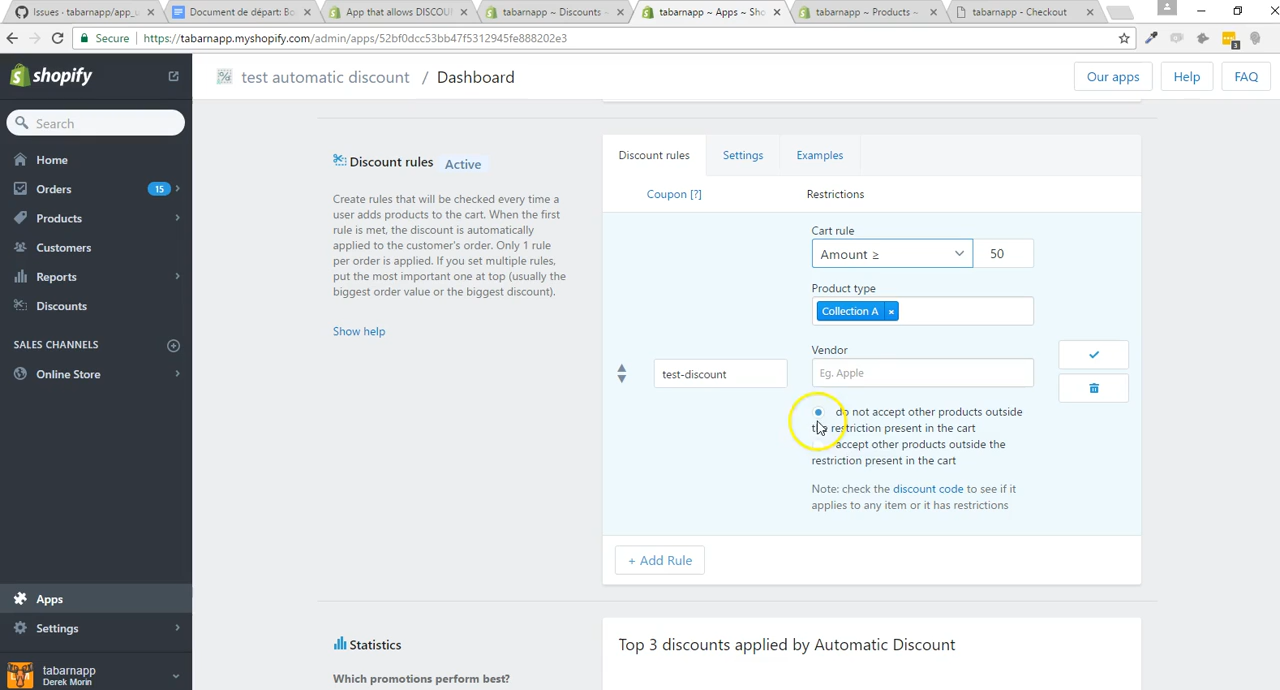 Issues · tabarnapp/app_u
Document de départ: Bo
App that allows DISCOU
tabarnapp ~ Discounts ~
tabarnapp ~ Apps ~ Sho
tabarnapp ~ Products ~
tabarnapp - Checkout
Secure
https://tabarnapp.myshopify.com/admin/apps/52bf0dcc53bb47f5312945fe888202e3
3
shopify
test automatic discount / Dashboard
Our apps
Help
FAQ
Search
Home
Orders
15
Products
Customers
Reports
Discounts
SALES CHANNELS
Online Store
Apps
Settings
tabarnapp
Derek Morin
Discount rules Active
Create rules that will be checked every time a
user adds products to the cart. When the first
rule is met, the discount is automatically
applied to the customer's order. Only 1 rule
per order is applied. If you set multiple rules,
put the most important one at top (usually the
biggest order value or the biggest discount).
Show help
Discount rules
Settings
Examples
Coupon [?]
Restrictions
Cart rule
Amount ≥
50
Product type
Collection A ×
Vendor
Eg. Apple
test-discount
do not accept other products outside
the restriction present in the cart
accept other products outside the
restriction present in the cart
Note: check the discount code to see if it
applies to any item or it has restrictions
+ Add Rule
Statistics
Which promotions perform best?
Top 3 discounts applied by Automatic Discount